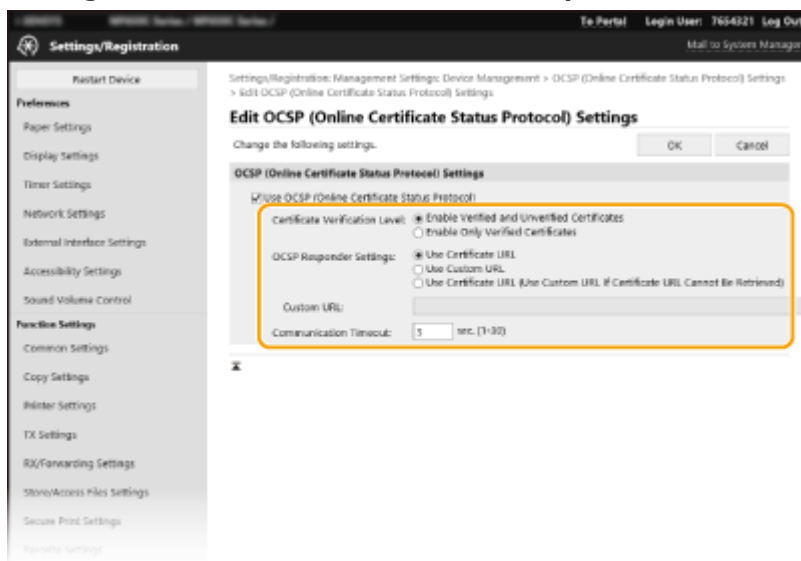 To Portal Login User: 7654321 Log Out
Settings/Registration
Mail to System Manager
Restart Device
Preferences
Paper Settings
Display Settings
Timer Settings
Network Settings
External Interface Settings
Accessibility Settings
Sound Volume Control
Function Settings
Common Settings
Copy Settings
Printer Settings
TX Settings
RX/Forwarding Settings
Store/Access Files Settings
Secure Print Settings
Favorite Settings
Settings/Registration: Management Settings: Device Management > OCSP (Online Certificate Status Protocol) Settings
> Edit OCSP (Online Certificate Status Protocol) Settings
Edit OCSP (Online Certificate Status Protocol) Settings
Change the following settings.
OK Cancel
OCSP (Online Certificate Status Protocol) Settings
Use OCSP (Online Certificate Status Protocol)
Certificate Verification Level: Enable Verified and Unverified Certificates
Enable Only Verified Certificates
OCSP Responder Settings: Use Certificate URL
Use Custom URL
Use Certificate URL (Use Custom URL if Certificate URL Cannot Be Retrieved)
Custom URL:
Communication Timeout: 3 sec. (1-30)